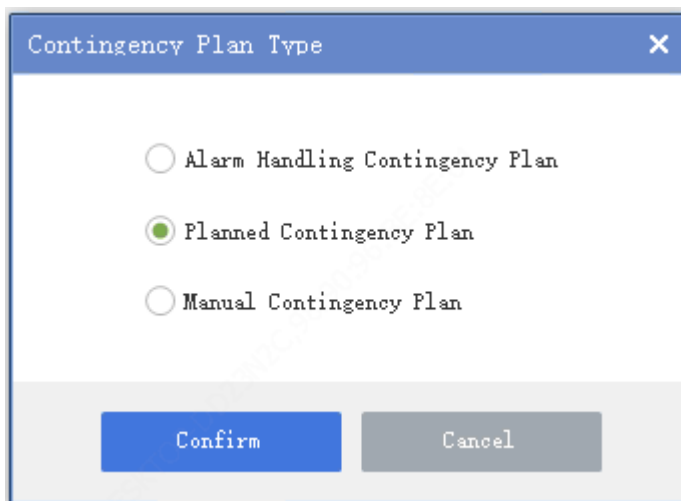 Contingency Plan Type
Alarm Handling Contingency Plan
Planned Contingency Plan
Manual Contingency Plan
Confirm Cancel